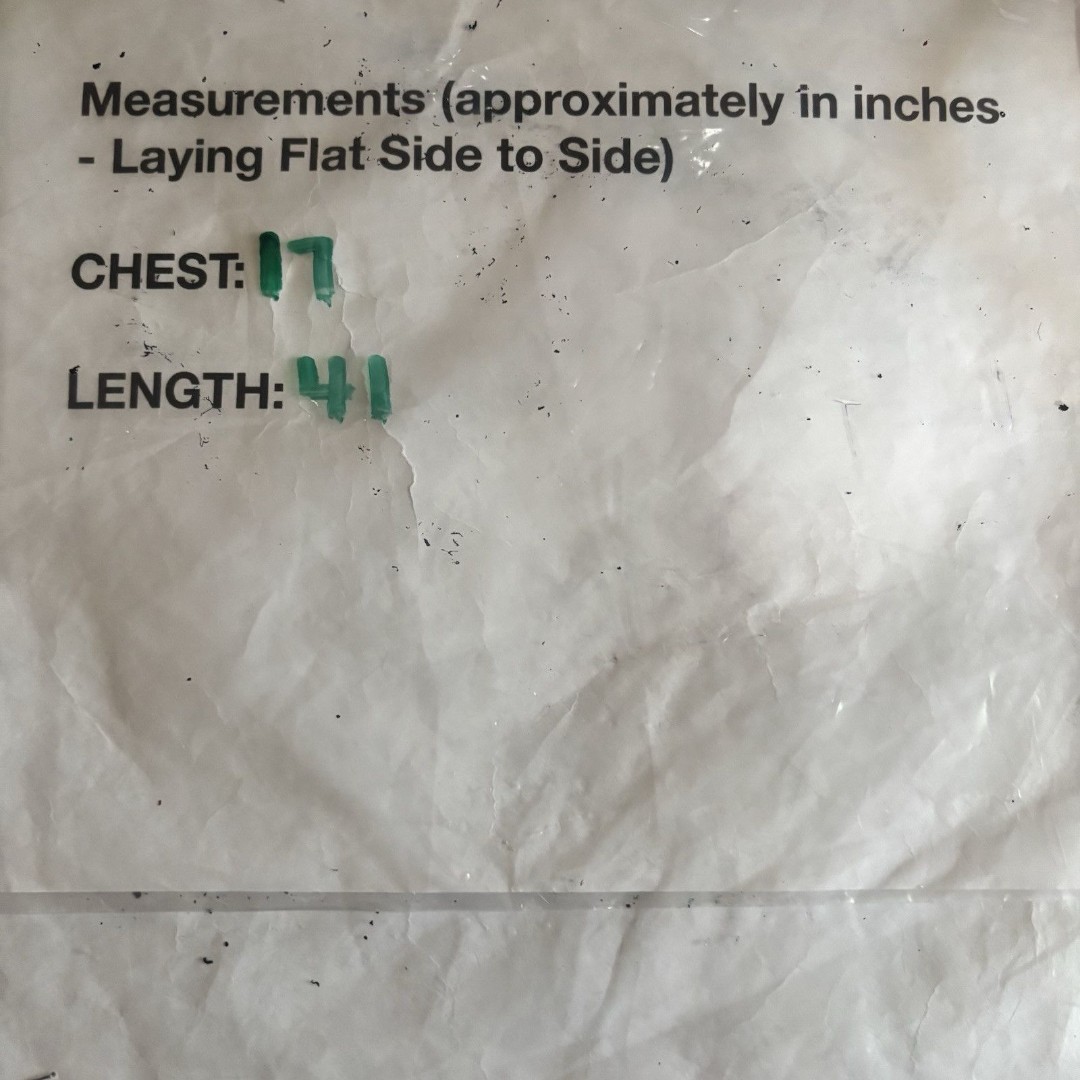 Measurements (approximately in inches.
- Laying Flat Side to Side)
CHEST: 17
LENGTH: 41